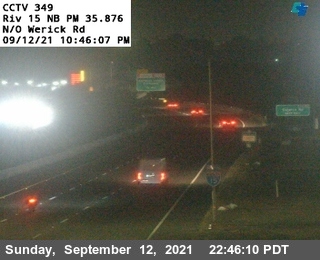 CCTV 349
Riv 15 NB PM 35.876
N/O Werick Rd
09/12/21 10:46:07 PM
Sunday, September 12, 2021 22:46:10 PDT